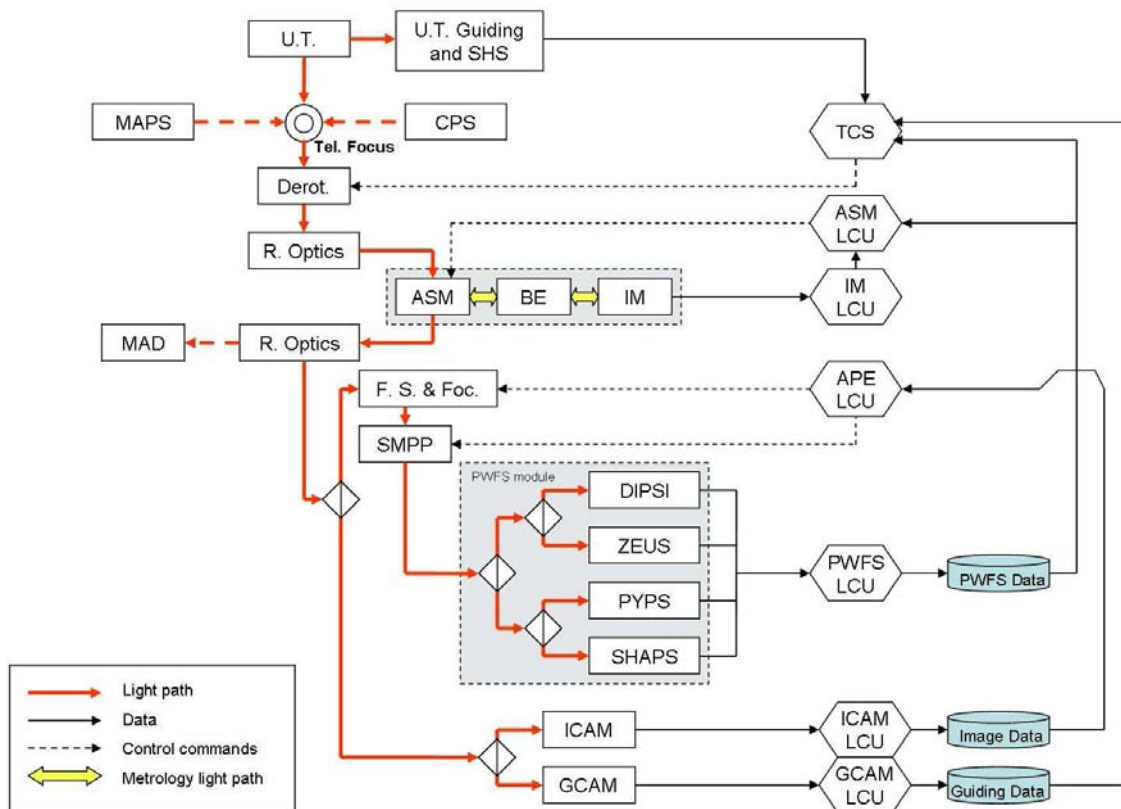 U.T.
U.T. Guiding
and SHS
MAPS
CPS
TCS
Tel. Focus
Derot.
ASM
LCU
R. Optics
ASM
BE
IM
IM
LCU
MAD
R. Optics
F. S. & Foc.
APE
LCU
SMPP
PWFS module
DIPSI
ZEUS
PWFS
LCU
PWFS Data
PYPS
SHAPS
Light path
Data
Control commands
Metrology light path
ICAM
ICAM
LCU
Image Data
GCAM
GCAM
LCU
Guiding Data